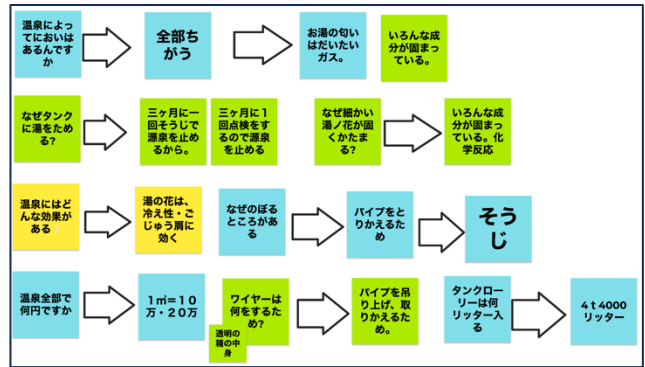 温泉によっ
てにおいは
あるんです
か
全部ち
がう
お湯の匂い
はだいたい
ガス。
いろんな成
分が固まっ
ている。
なぜタンク
に湯をため
る?
三ヶ月に一
回そうじで
源泉を止め
るから。
三ヶ月に１
回点検をす
るので源泉
を止める
なぜ細かい
湯ノ花が固
くかたま
る?
いろんな成
分が固まっ
ている。化
学反応
温泉にはど
んな効果が
ある
湯の花は、
冷え性・ご
じゅう肩に
効く
なぜのぼる
ところがあ
る
パイプをと
りかえるた
め
そう
じ
温泉全部で
何円ですか
１㎥＝１０
万・２０万
ワイヤーは
何をするた
め?
透明の
箱の中
身
パイプを吊
り上げ、取
りかえるた
め。
タンクロー
リーは何
リッター入
る
４ｔ4000
リッター